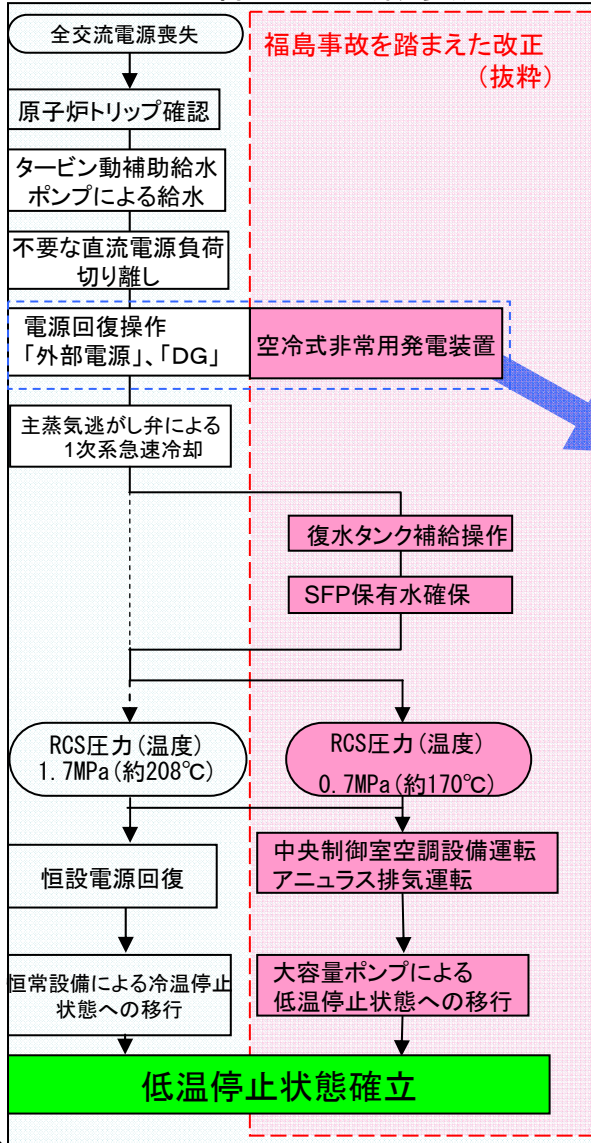 全交流電源喪失
福島事故を踏まえた改正
(抜粋)
原子炉トリップ確認
タービン動補助給水
ポンプによる給水
不要な直流電源負荷
切り離し
電源回復操作
「外部電源」、「DG」
空冷式非常用発電装置
主蒸気逃がし弁による
1次系急速冷却
復水タンク補給操作
SFP保有水確保
RCS圧力(温度)
1.7MPa(約208℃)
RCS圧力(温度)
0.7MPa(約170℃)
恒設電源回復
中央制御室空調設備運転
アニュラス排気運転
恒常設備による冷温停止
状態への移行
大容量ポンプによる
低温停止状態への移行
低温停止状態確立